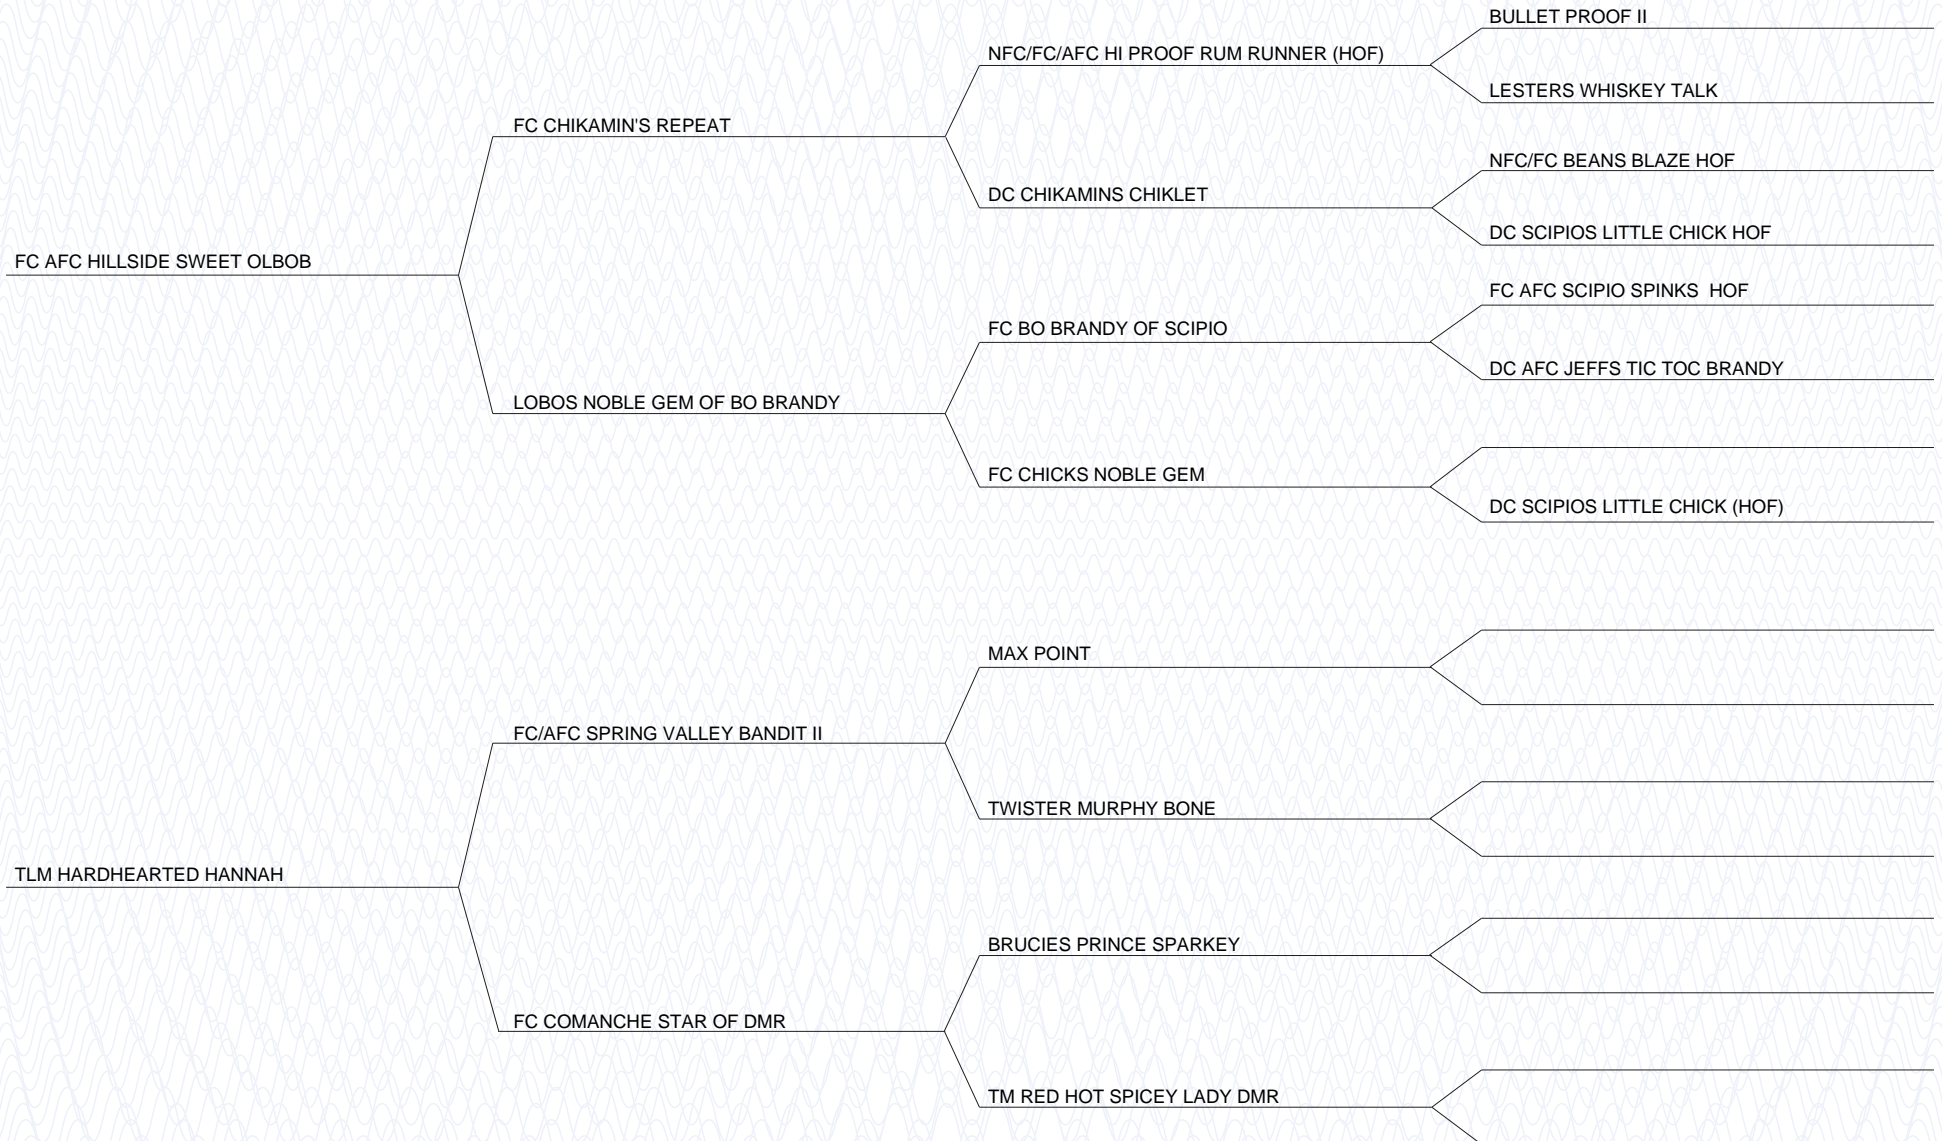 BULLET PROOF II
NFC/FC/AFC HI PROOF RUM RUNNER (HOF)
LESTERS WHISKEY TALK
FC CHIKAMIN'S REPEAT
NFC/FC BEANS BLAZE HOF
DC CHIKAMINS CHIKLET
DC SCIPIOS LITTLE CHICK HOF
FC AFC HILLSIDE SWEET OLBOB
FC AFC SCIPIO SPINKS  HOF
FC BO BRANDY OF SCIPIO
DC AFC JEFFS TIC TOC BRANDY
LOBOS NOBLE GEM OF BO BRANDY
FC CHICKS NOBLE GEM
DC SCIPIOS LITTLE CHICK (HOF)
MAX POINT
FC/AFC SPRING VALLEY BANDIT II
TWISTER MURPHY BONE
TLM HARDHEARTED HANNAH
BRUCIES PRINCE SPARKEY
FC COMANCHE STAR OF DMR
TM RED HOT SPICEY LADY DMR